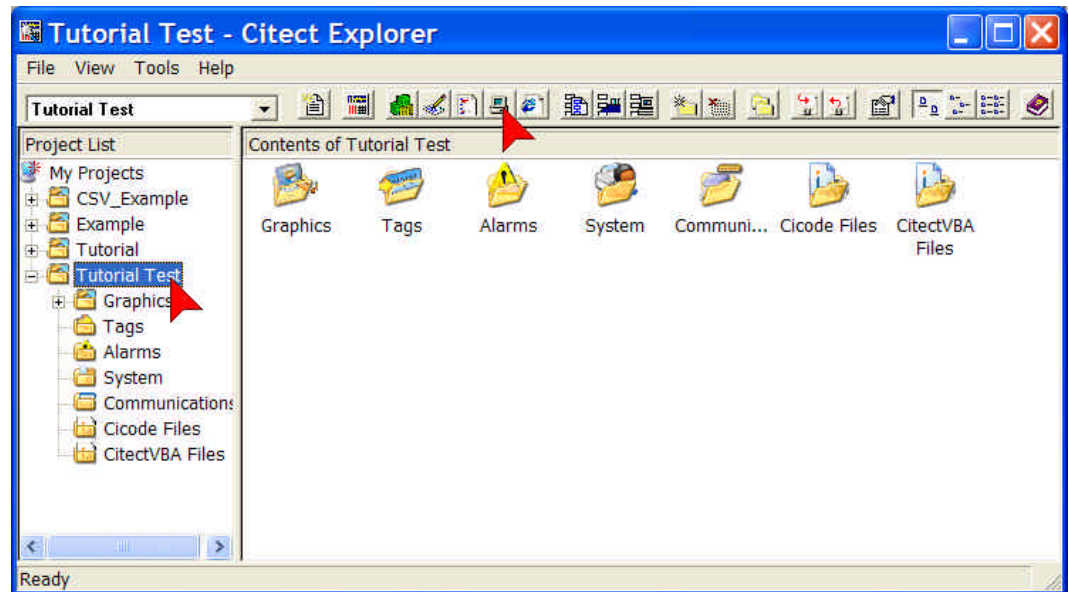 Tutorial Test - Citect Explorer
File View Tools Help
Tutorial Test
Project List
Contents of Tutorial Test
My Projects
CSV_Example
Example
Tutorial
Tutorial Test
Graphics
Tags
Alarms
System
Communications
Cicode Files
CitectVBA Files
Graphics
Tags
Alarms
System
Communi...
Cicode Files
CitectVBA
Files
Ready